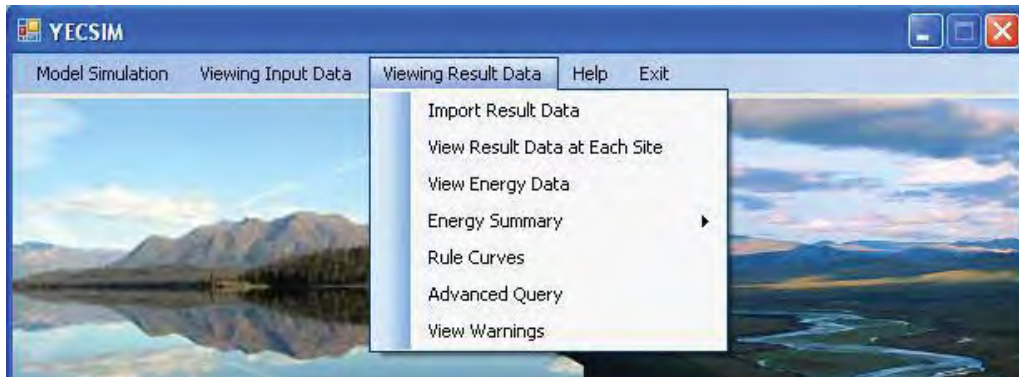 YECSIM
Model Simulation Viewing Input Data Viewing Result Data Help Exit
Import Result Data
View Result Data at Each Site
View Energy Data
Energy Summary
Rule Curves
Advanced Query
View Warnings